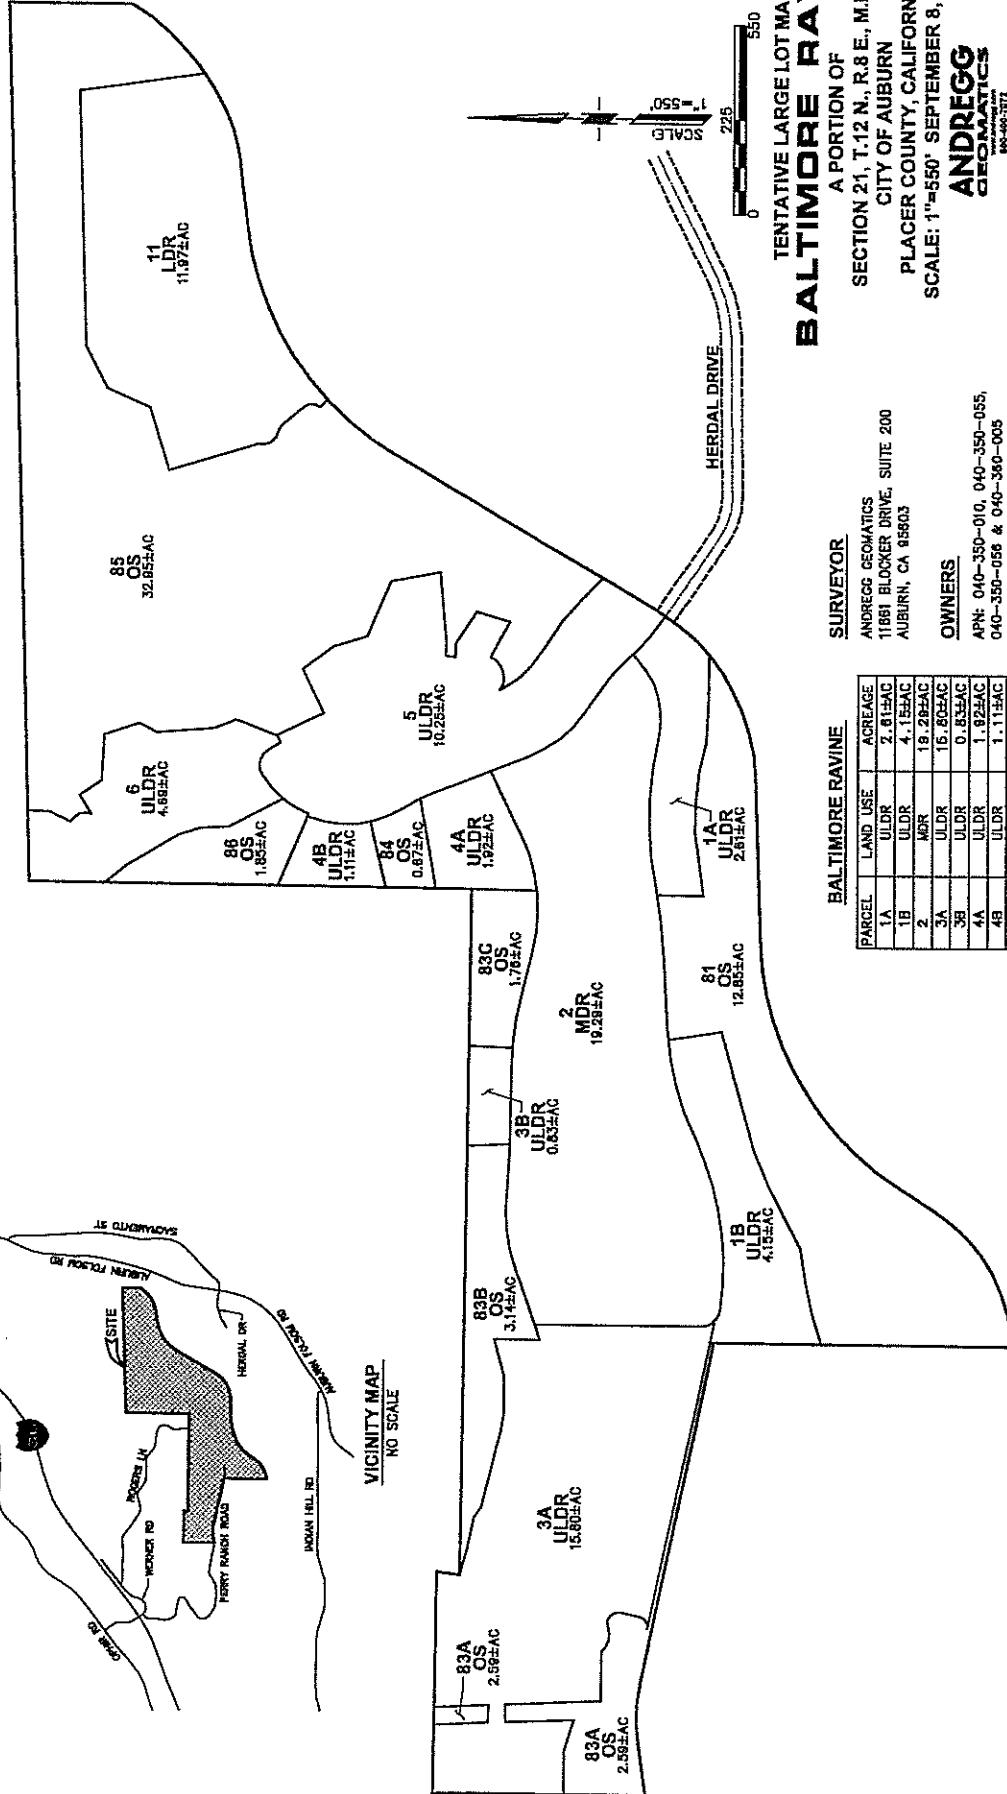 SACRAMENTO ST.
AUBURN FOLSOM RD
SITE
HERDAL DR
AUBURN FOLSOM RD
ROGERS LN
WERNER RD
OPHIR RD
PERRY RANCH ROAD
INDIAN HILL RD
VICINITY MAP
NO SCALE
11
LDR
11.97±AC
85
OS
32.85±AC
6
ULDR
4.69±AC
5
ULDR
10.25±AC
86
OS
1.85±AC
4B
ULDR
1.11±AC
84
OS
0.67±AC
4A
ULDR
1.92±AC
83C
OS
1.76±AC
3B
ULDR
0.83±AC
83B
OS
3.14±AC
2
MDR
19.29±AC
1A
ULDR
2.61±AC
81
OS
12.85±AC
1B
ULDR
4.15±AC
3A
ULDR
15.80±AC
83A
OS
2.59±AC
83A
OS
2.59±AC
HERDAL DRIVE
SCALE: 1"=550'
0 225 550
TENTATIVE LARGE LOT MA
BALTIMORE RA
A PORTION OF
SECTION 21, T.12 N., R.8 E., M.
CITY OF AUBURN
PLACER COUNTY, CALIFORN
SCALE: 1"=550' SEPTEMBER 8,
ANDREGG
GEOMATICS
SURVEYOR
ANDREGG GEOMATICS
11661 BLOCKER DRIVE, SUITE 200
AUBURN, CA 95603
OWNERS
APN: 040-350-010, 040-350-055,
040-350-056 & 040-360-005
BALTIMORE RAVINE
PARCEL LAND USE ACREAGE
1A ULDR 2.61±AC
1B ULDR 4.15±AC
2 MDR 19.29±AC
3A ULDR 15.80±AC
3B ULDR 0.83±AC
4A ULDR 1.92±AC
4B ULDR 1.11±AC